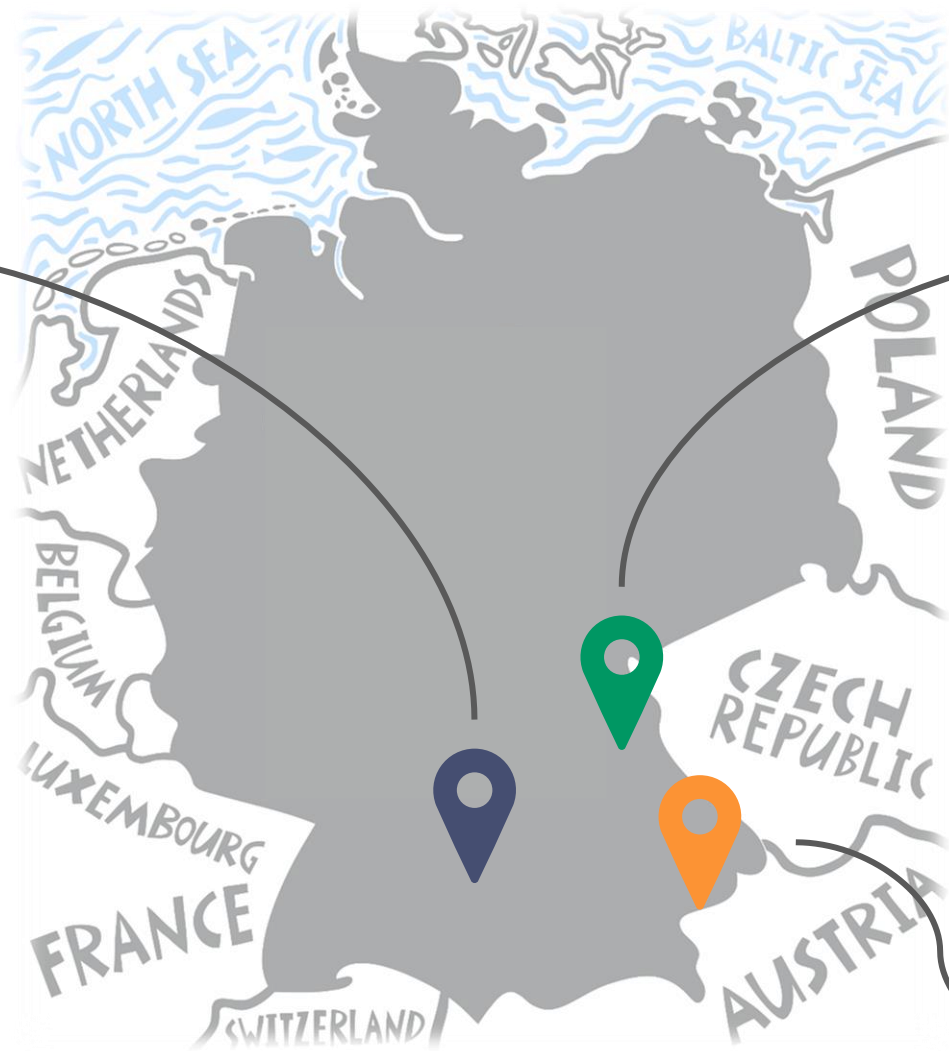 NORTH SEA
BALTIC SEA
NETHERLANDS
POLAND
BELGIUM
CZECH
REPUBLIC
LUXEMBOURG
FRANCE
AUSTRIA
SWITZERLAND